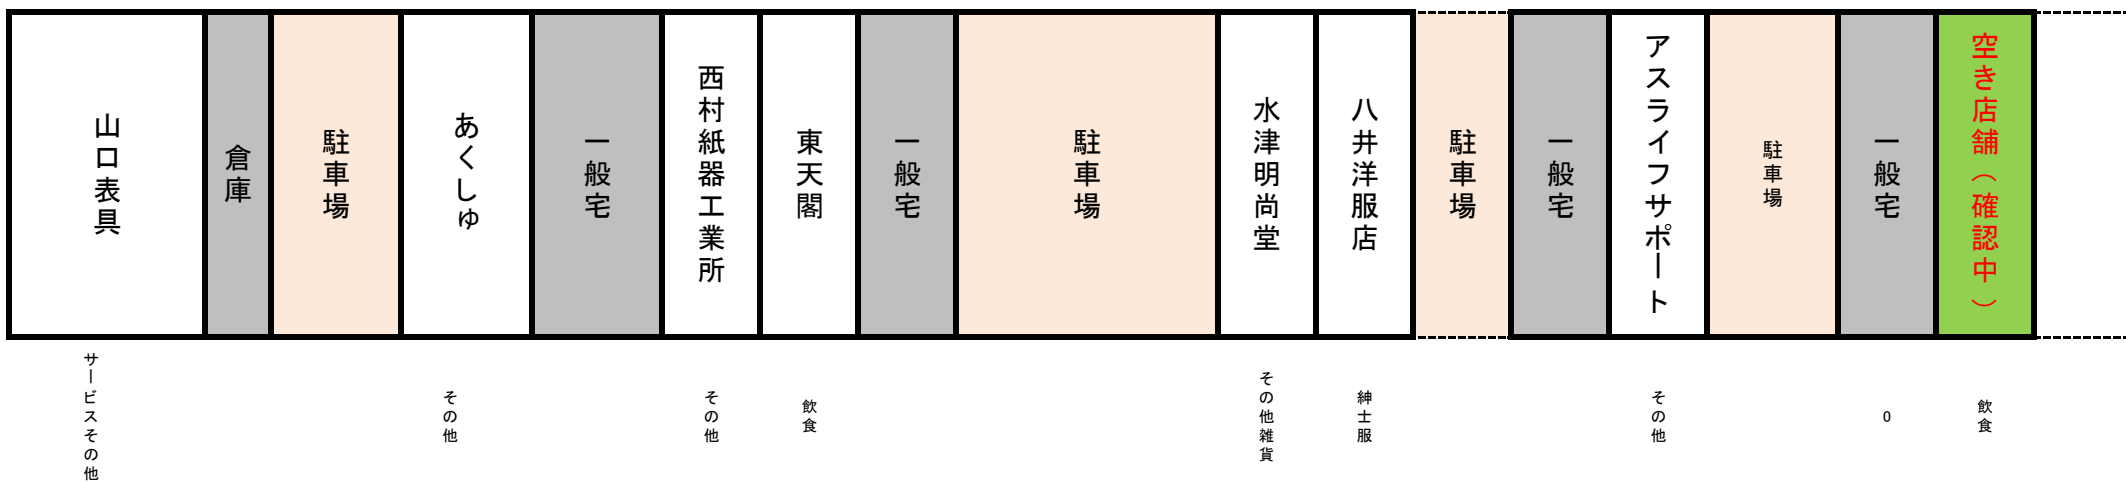 山口表具
倉庫
駐車場
あくしゅ
一般宅
西村紙器工業所
東天閣
一般宅
駐車場
水津明尚堂
八井洋服店
駐車場
一般宅
アスライフサポート
駐車場
一般宅
空き店舗（確認中）
サービスその他
その他
その他
飲食
その他雑貨
紳士服
その他
0
飲食